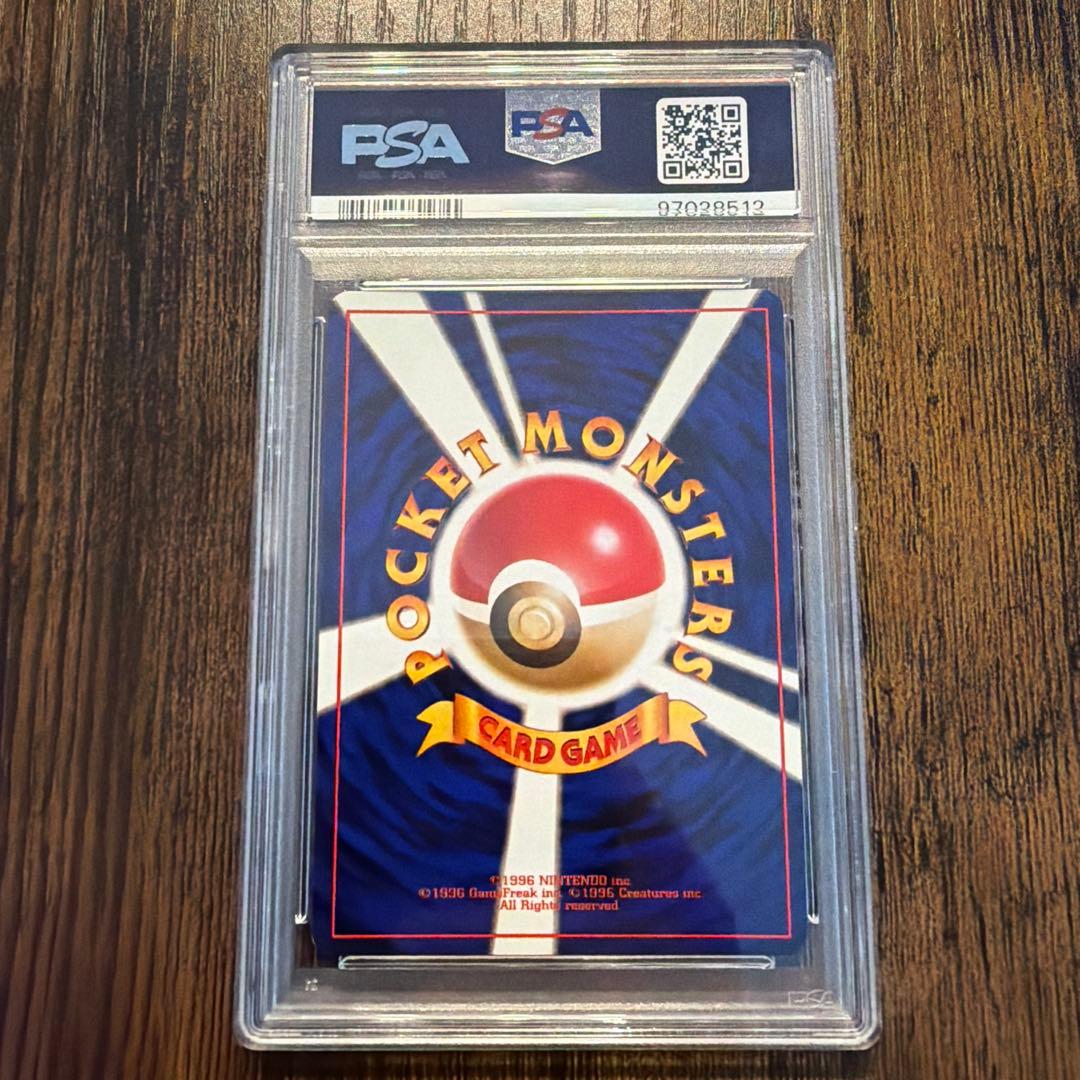 PSA
PSA
97038513
POCKET MONSTERS
CARD GAME
©1996 NINTENDO inc.
©1996 GameFreak inc. ©1996 Creatures inc.
All Rights reserved
PSA